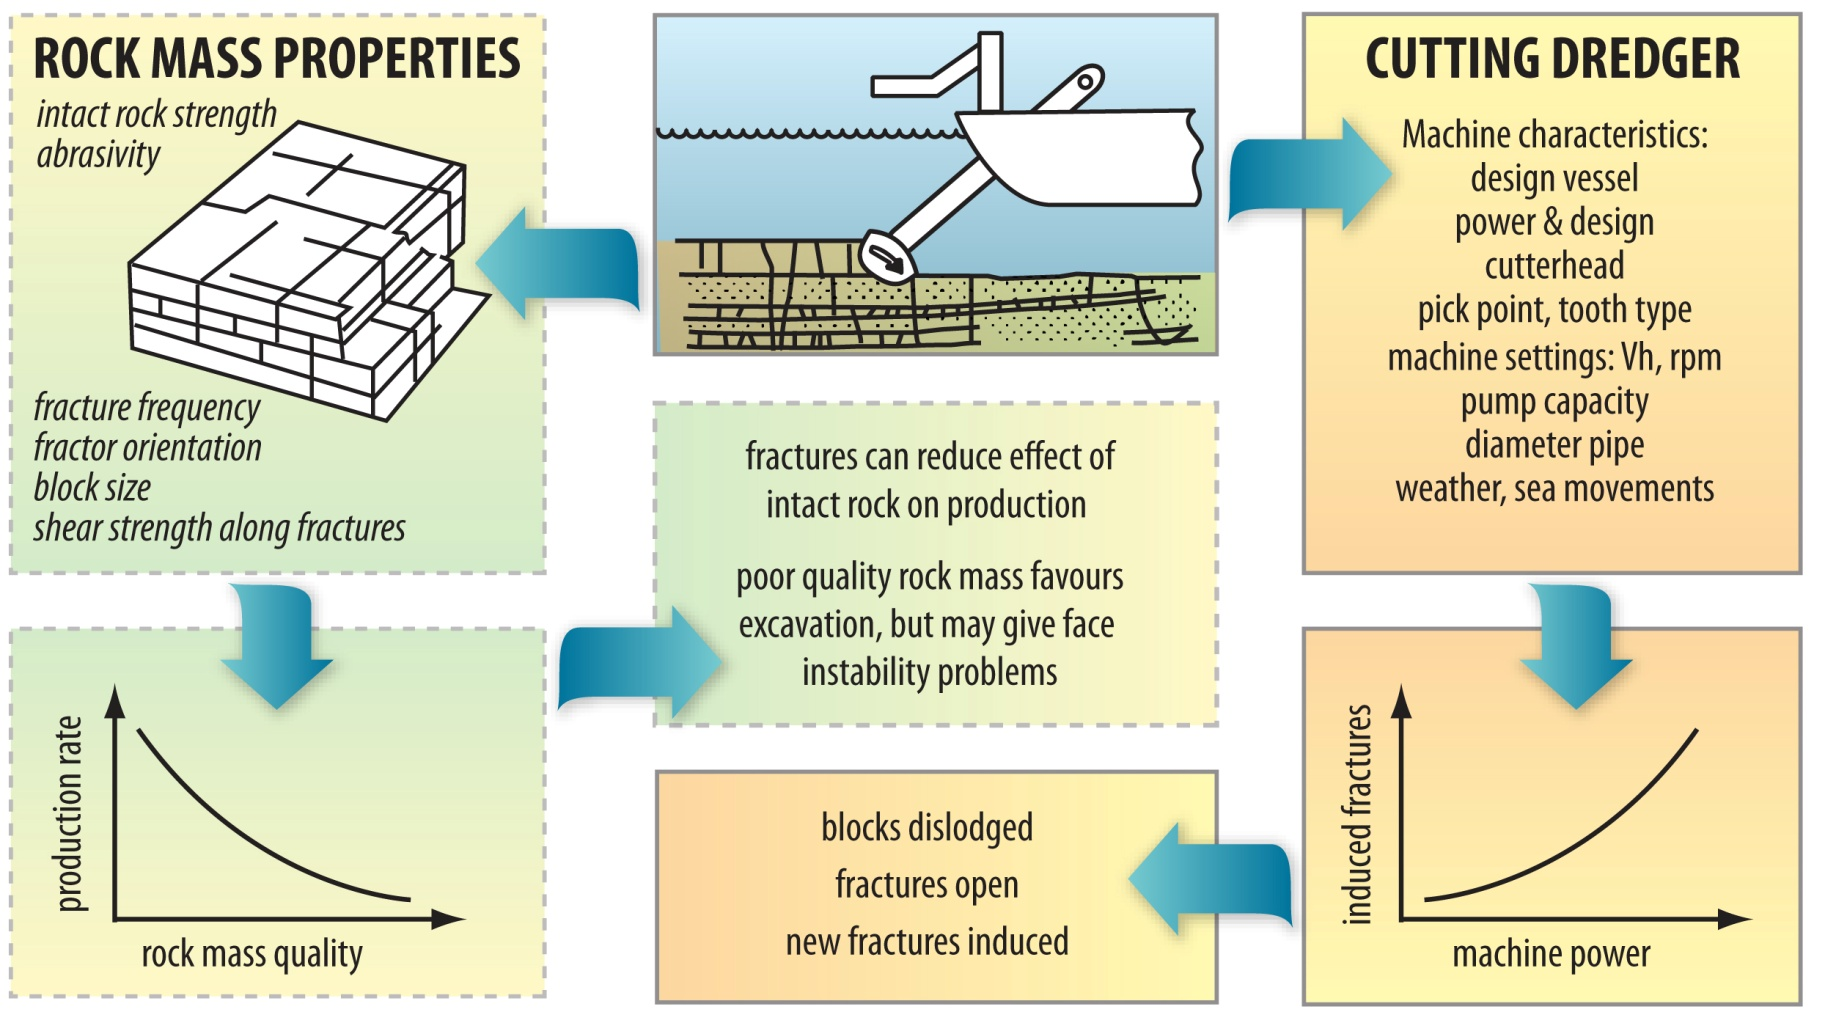 ROCK MASS PROPERTIES
intact rock strength
abrasivity
fracture frequency
fractor orientation
block size
shear strength along fractures
CUTTING DREDGER
Machine characteristics:
design vessel
power & design
cutterhead
pick point, tooth type
machine settings: Vh, rpm
pump capacity
diameter pipe
weather, sea movements
fractures can reduce effect of
intact rock on production
poor quality rock mass favours
excavation, but may give face
instability problems
production rate
rock mass quality
blocks dislodged
fractures open
new fractures induced
induced fractures
machine power